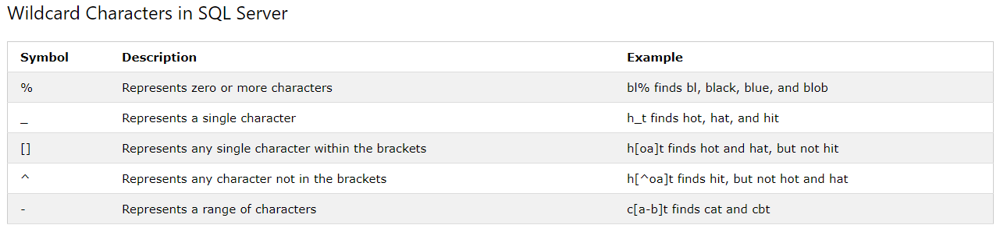 Wildcard Characters in SQL Server
Symbol Description Example
% Represents zero or more characters bl% finds bl, black, blue, and blob
_ Represents a single character h_t finds hot, hat, and hit
[] Represents any single character within the brackets h[oa]t finds hot and hat, but not hit
^ Represents any character not in the brackets h[^oa]t finds hit, but not hot and hat
- Represents a range of characters c[a-b]t finds cat and cbt